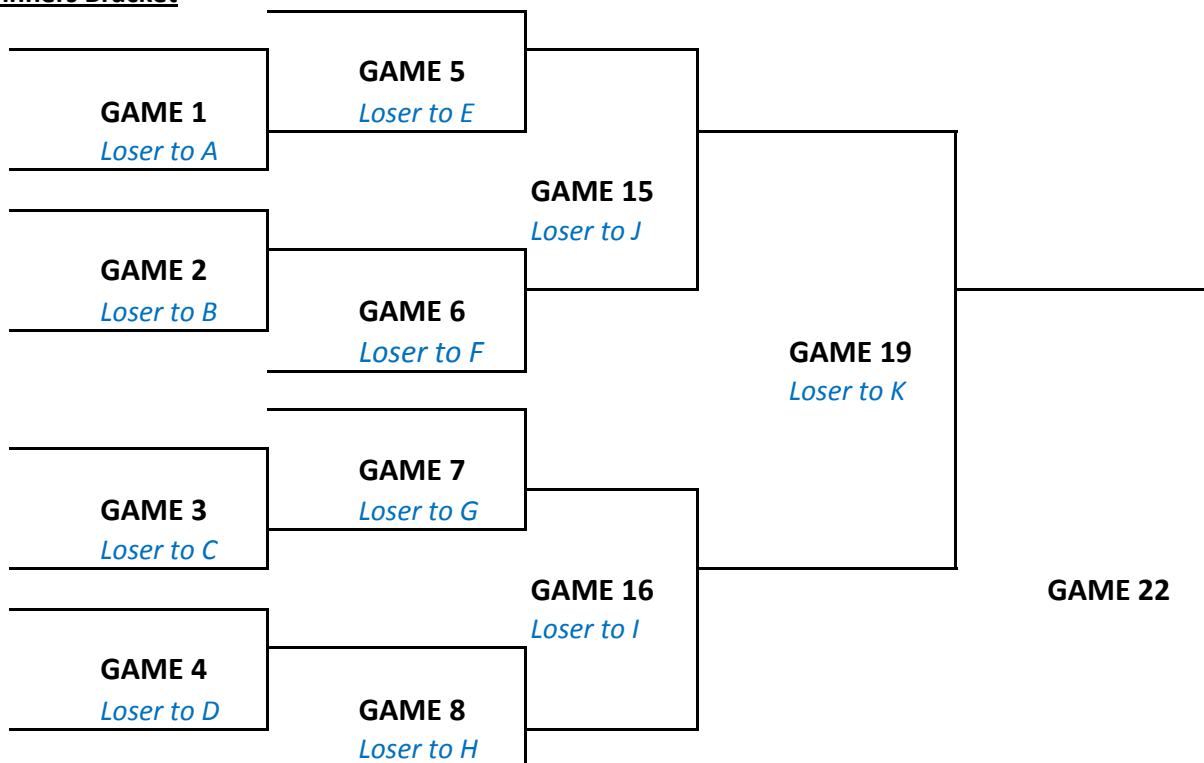 GAME 5
GAME 1
Loser to E
Loser to A
GAME 15
Loser to J
GAME 2
Loser to B
GAME 6
Loser to F
GAME 19
Loser to K
GAME 7
GAME 3
Loser to G
Loser to C
GAME 16
GAME 22
Loser to I
GAME 4
Loser to D
GAME 8
Loser to H